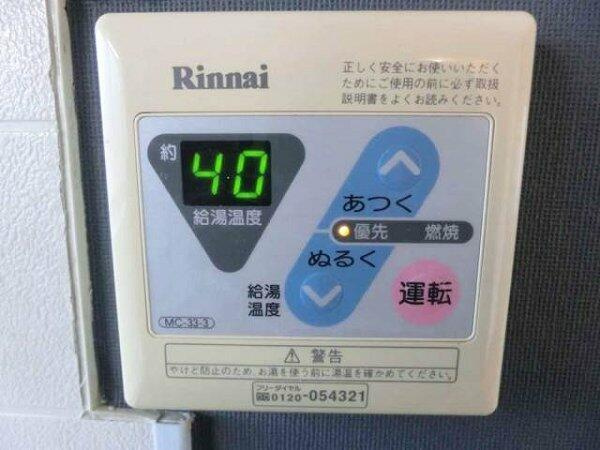 Rinnai
正しく安全にお使いいただく
ためにご使用の前に必ず取扱
説明書をよくお読みください。
約 40
給湯温度
あつく
優先 燃焼
ぬるく
給湯
温度
運転
MC-33-3
⚠ 警告
やけど防止のため、お湯を使う前に湯温を確かめてください。
フリーダイヤル
0120-054321